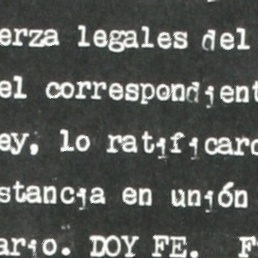 erza legales del
el correspondient
ey, lo ratificaro
stancia en unión
ario. DOY FE. F